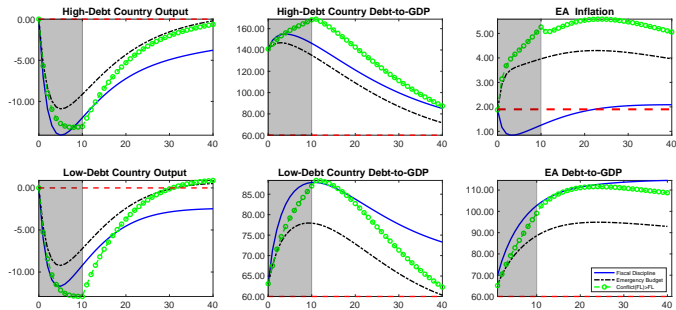 High-Debt Country Output
0.00
-5.00
-10.00
0 10 20 30 40
High-Debt Country Debt-to-GDP
160.00
140.00
120.00
100.00
80.00
60.00
0 10 20 30 40
EA Inflation
5.00
4.00
3.00
2.00
1.00
10 20 30 40
Low-Debt Country Output
0.00
-5.00
-10.00
0 10 20 30 40
Low-Debt Country Debt-to-GDP
85.00
80.00
75.00
70.00
65.00
60.00
0 10 20 30 40
EA Debt-to-GDP
110.00
100.00
90.00
80.00
70.00
60.00
10 20 30 40
Fiscal Discipline
Emergency Budget
Conflict(FL)>FL